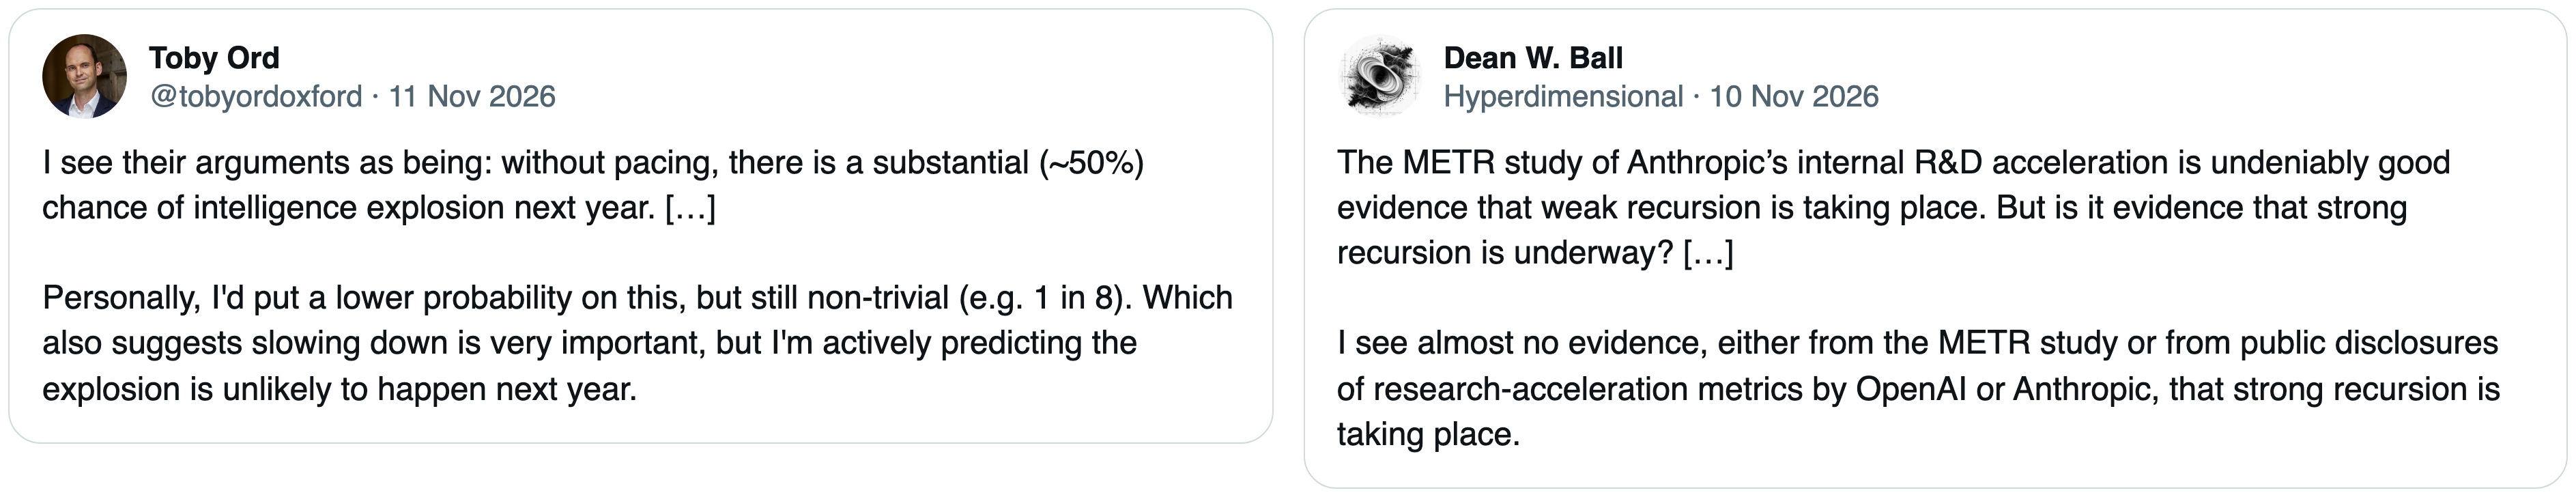 Toby Ord
@tobyordoxford · 11 Nov 2026
I see their arguments as being: without pacing, there is a substantial (~50%)
chance of intelligence explosion next year. […]
Personally, I'd put a lower probability on this, but still non-trivial (e.g. 1 in 8). Which
also suggests slowing down is very important, but I'm actively predicting the
explosion is unlikely to happen next year.
Dean W. Ball
Hyperdimensional · 10 Nov 2026
The METR study of Anthropic’s internal R&D acceleration is undeniably good
evidence that weak recursion is taking place. But is it evidence that strong
recursion is underway? […]
I see almost no evidence, either from the METR study or from public disclosures
of research-acceleration metrics by OpenAI or Anthropic, that strong recursion is
taking place.